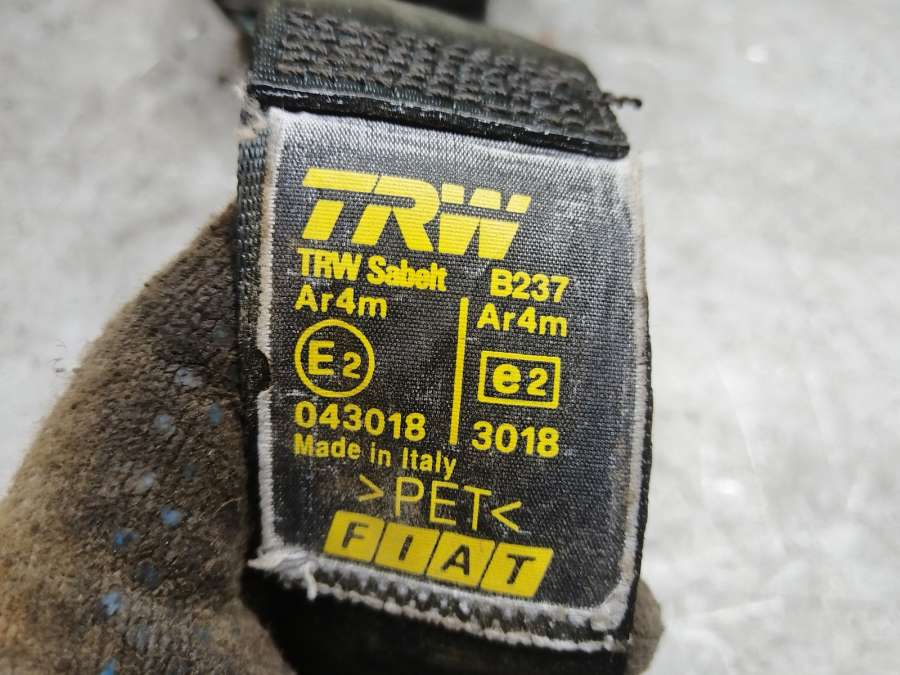 TRW
TRW Sabelt B237
Ar4m Ar4m
E2 e2
043018 3018
Made in Italy
>PET<
FIAT